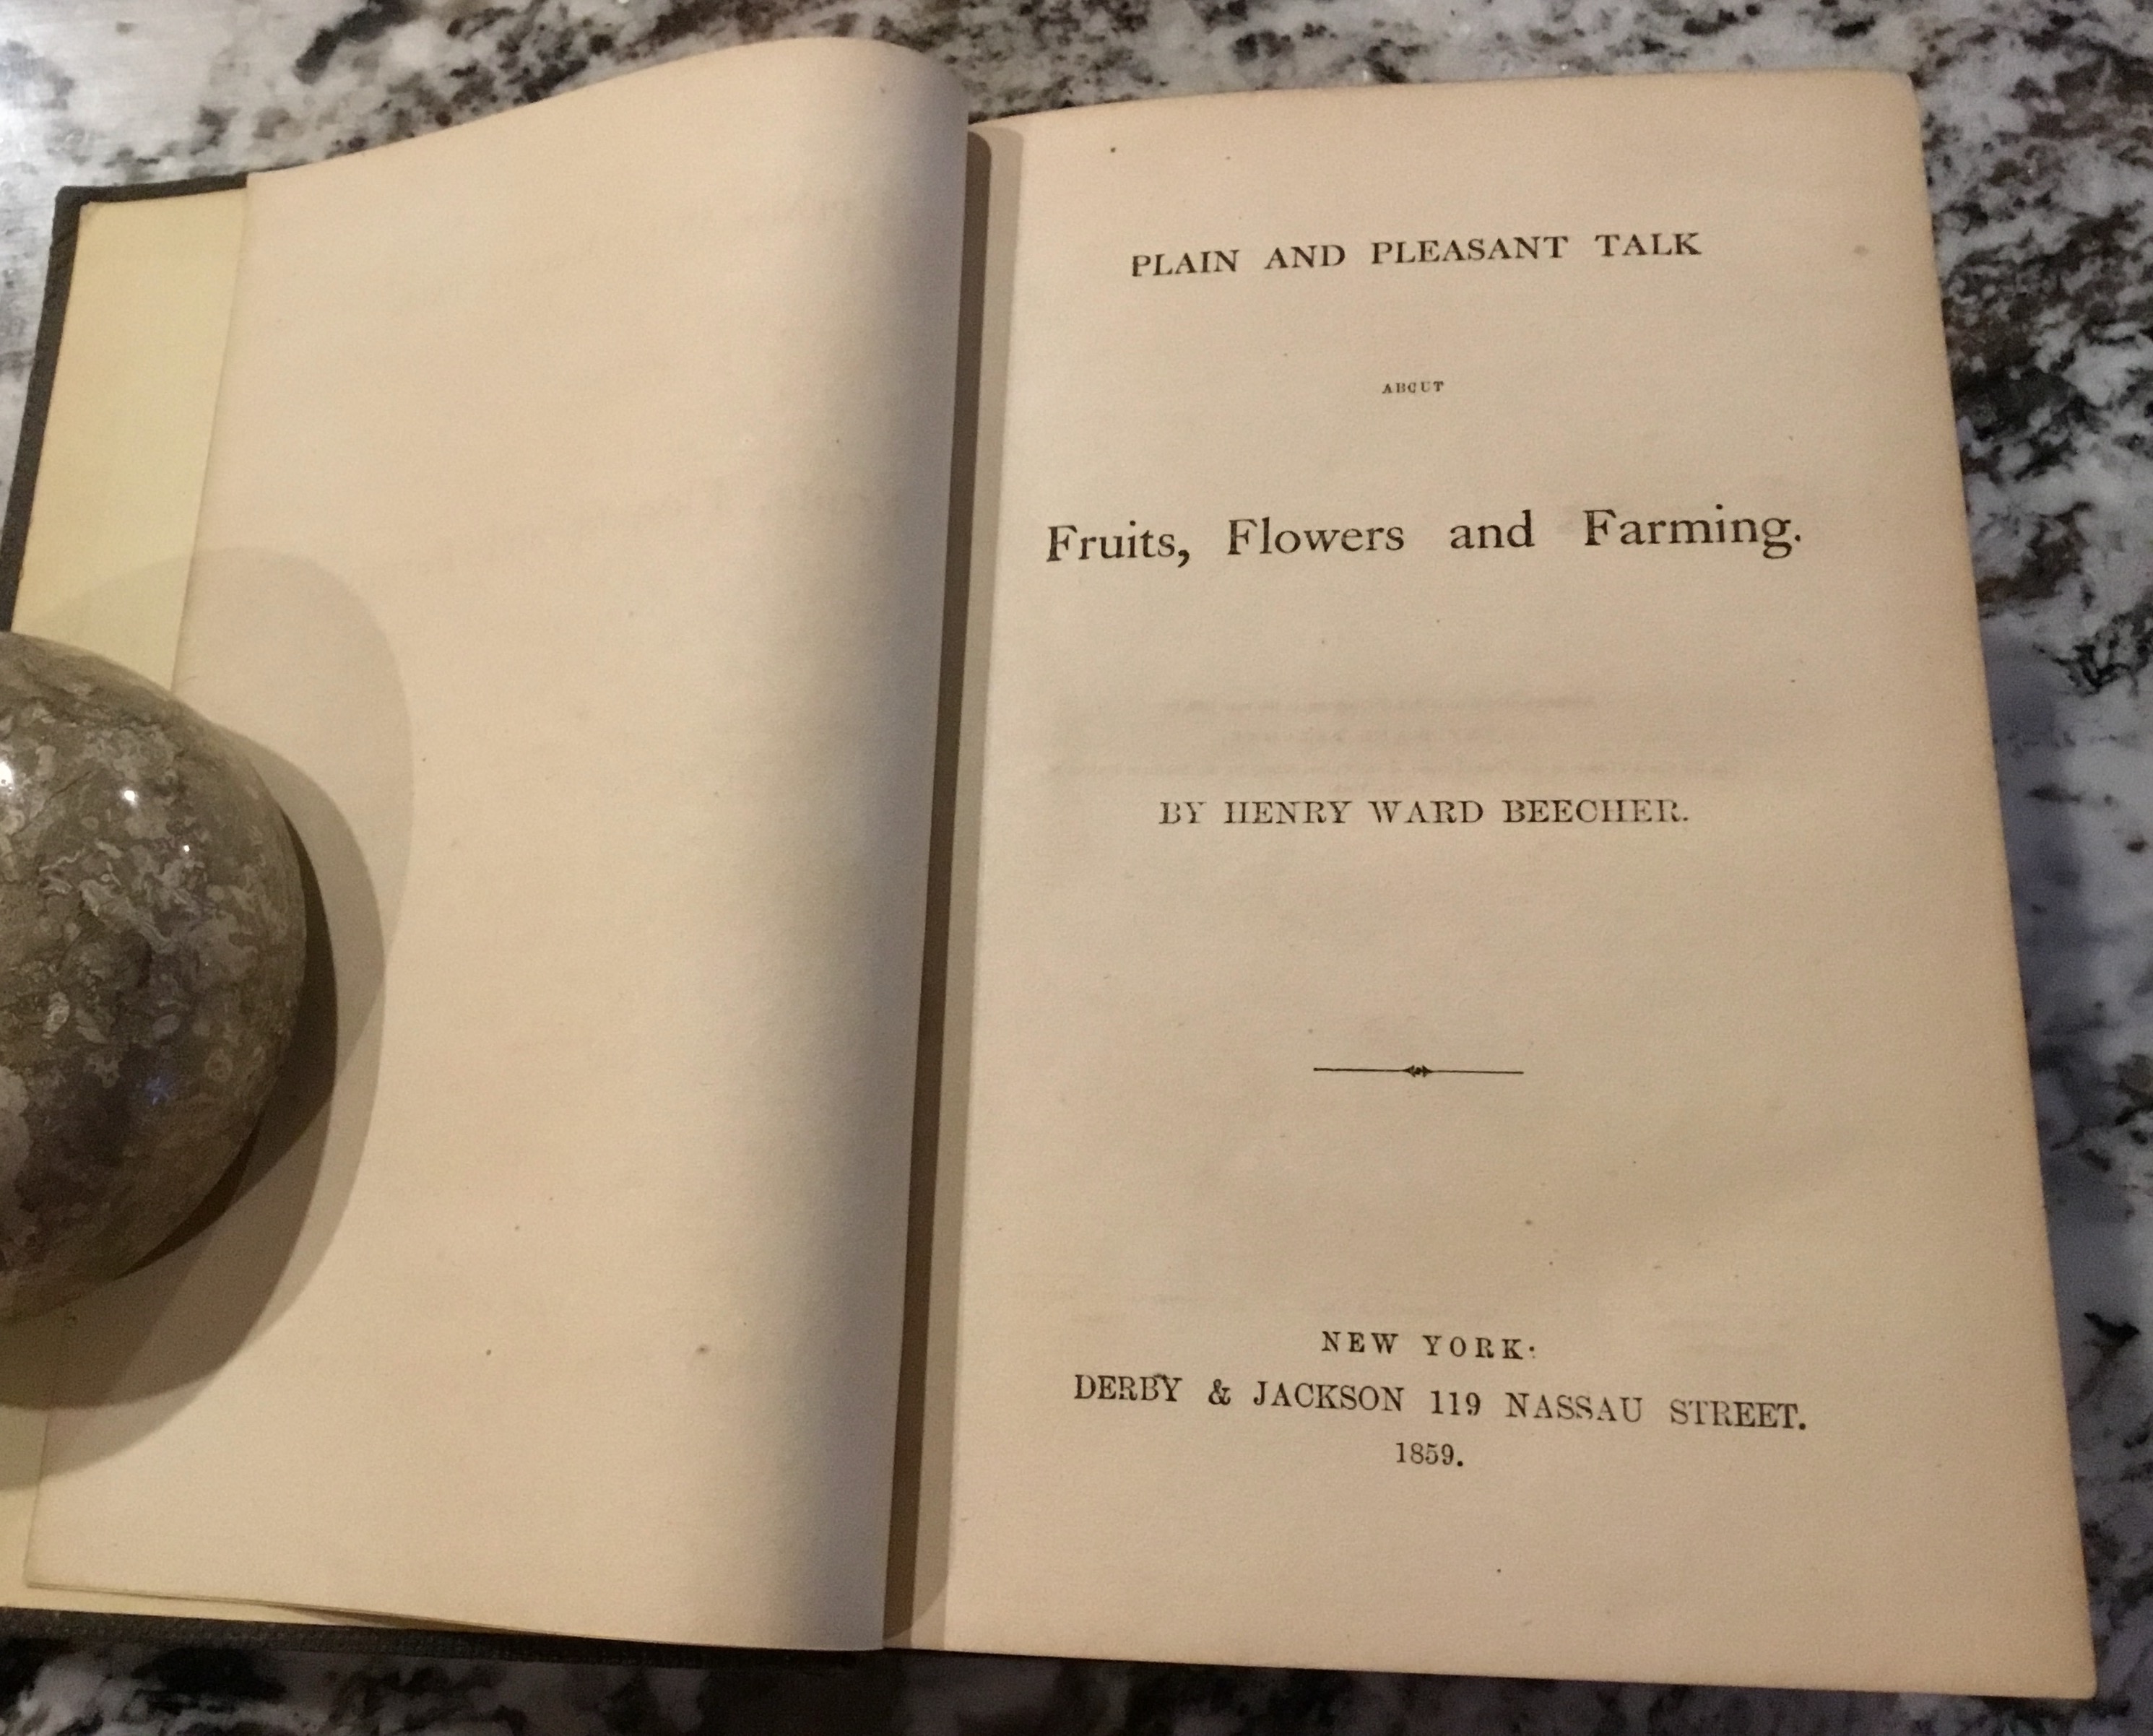 PLAIN AND PLEASANT TALK
ABOUT
Fruits, Flowers and Farming.
BY HENRY WARD BEECHER.
NEW YORK:
DERBY & JACKSON 119 NASSAU STREET.
1859.